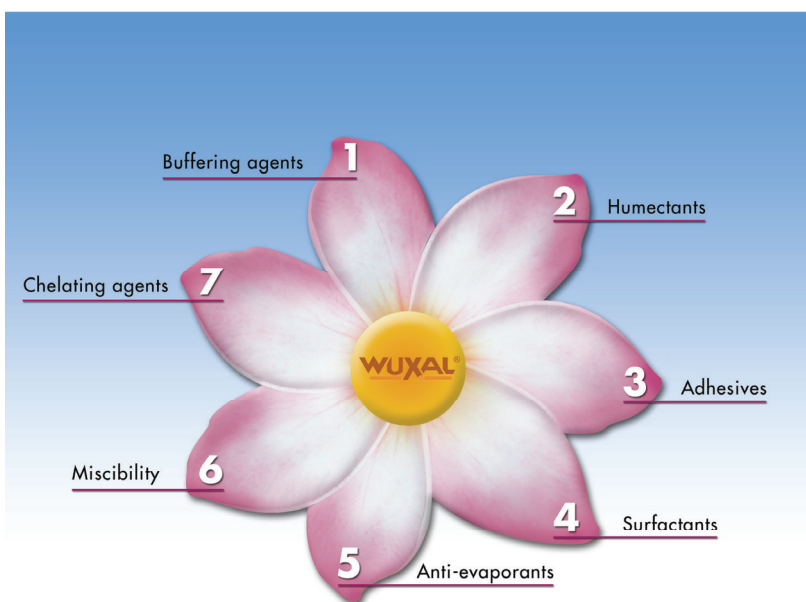 1
Buffering agents
2
Humectants
3
Adhesives
4
Surfactants
5
Anti-evaporants
6
Miscibility
7
Chelating agents
WUXAL®